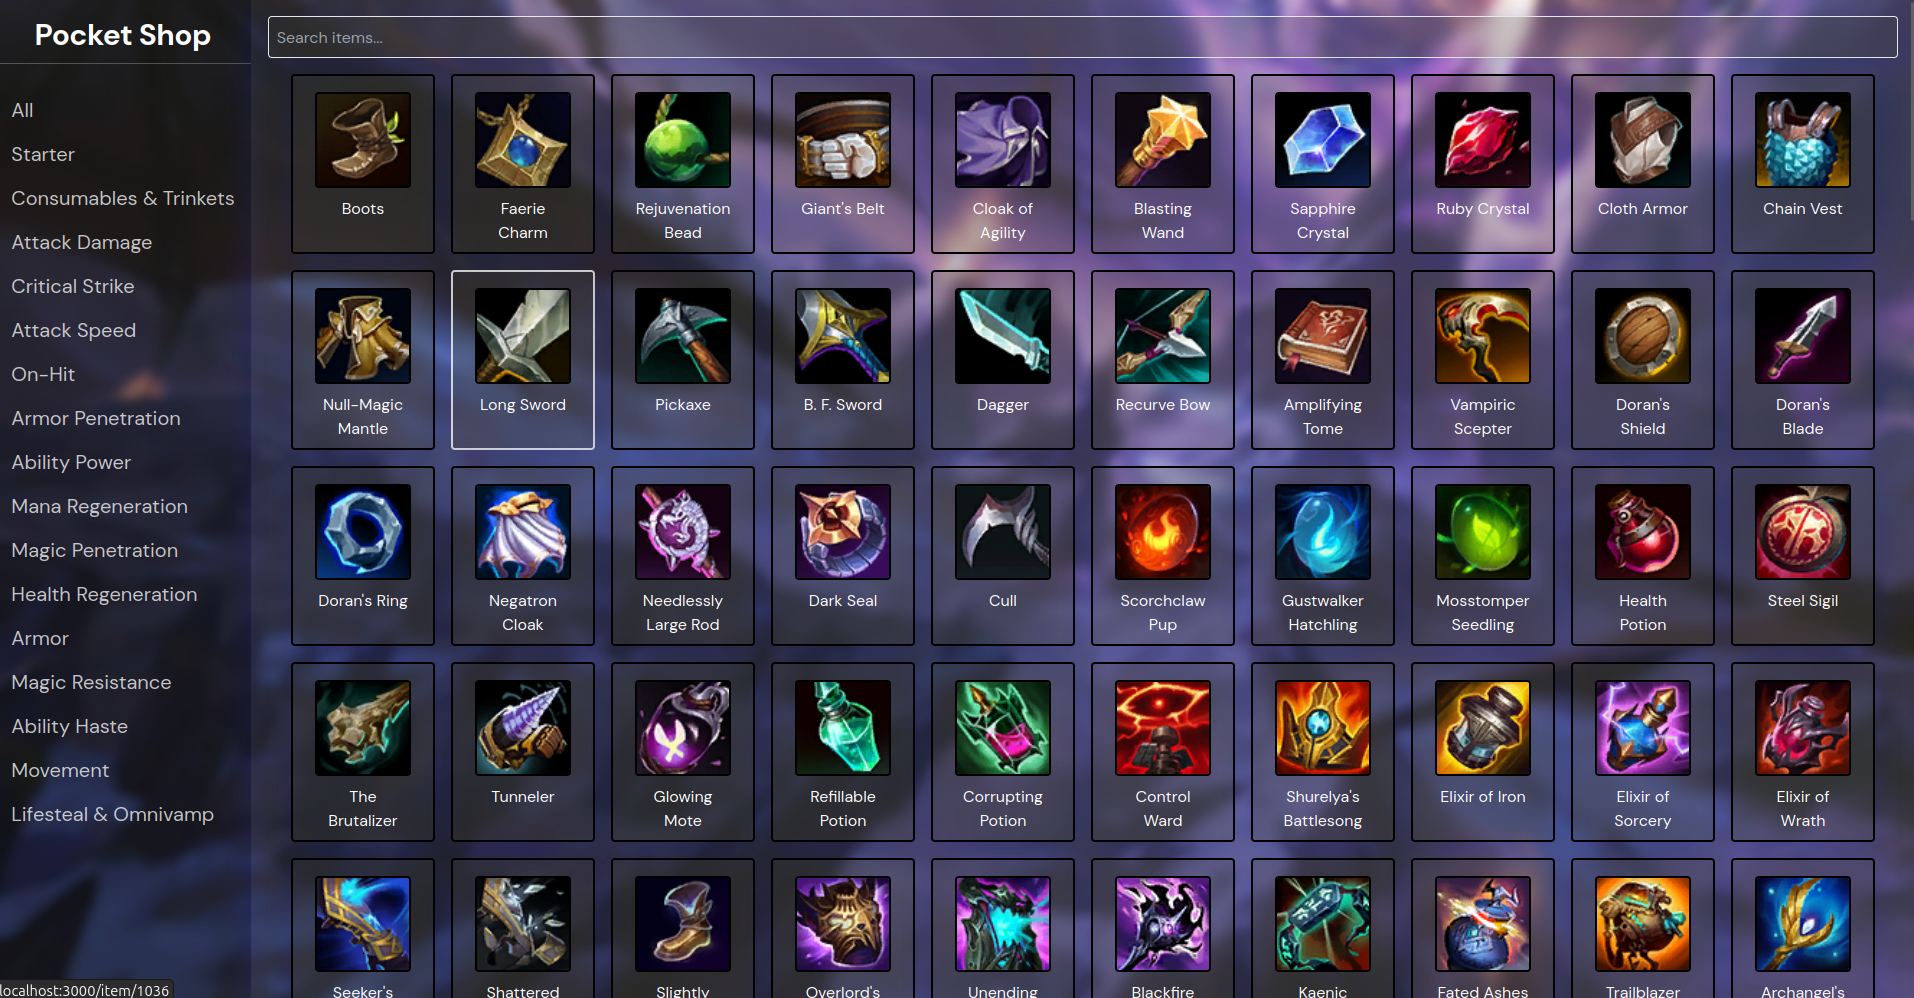 Pocket Shop
Search items...
All
Starter
Consumables & Trinkets
Attack Damage
Critical Strike
Attack Speed
On-Hit
Armor Penetration
Ability Power
Mana Regeneration
Magic Penetration
Health Regeneration
Armor
Magic Resistance
Ability Haste
Movement
Lifesteal & Omnivamp
Boots
Faerie
Charm
Rejuvenation
Bead
Giant's Belt
Cloak of
Agility
Blasting
Wand
Sapphire
Crystal
Ruby Crystal
Cloth Armor
Chain Vest
Null-Magic
Mantle
Long Sword
Pickaxe
B. F. Sword
Dagger
Recurve Bow
Amplifying
Tome
Vampiric
Scepter
Doran's
Shield
Doran's
Blade
Doran's Ring
Negatron
Cloak
Needlessly
Large Rod
Dark Seal
Cull
Scorchclaw
Pup
Gustwalker
Hatchling
Mosstomper
Seedling
Health
Potion
Steel Sigil
The
Brutalizer
Tunneler
Glowing
Mote
Refillable
Potion
Corrupting
Potion
Control
Ward
Shurelya's
Battlesong
Elixir of Iron
Elixir of
Sorcery
Elixir of
Wrath
Seeker's
Shattered
Slightly
Overlord's
Unending
Blackfire
Kaenic
Fated Ashes
Trailblazer
Archangel's
localhost:3000/item/1036